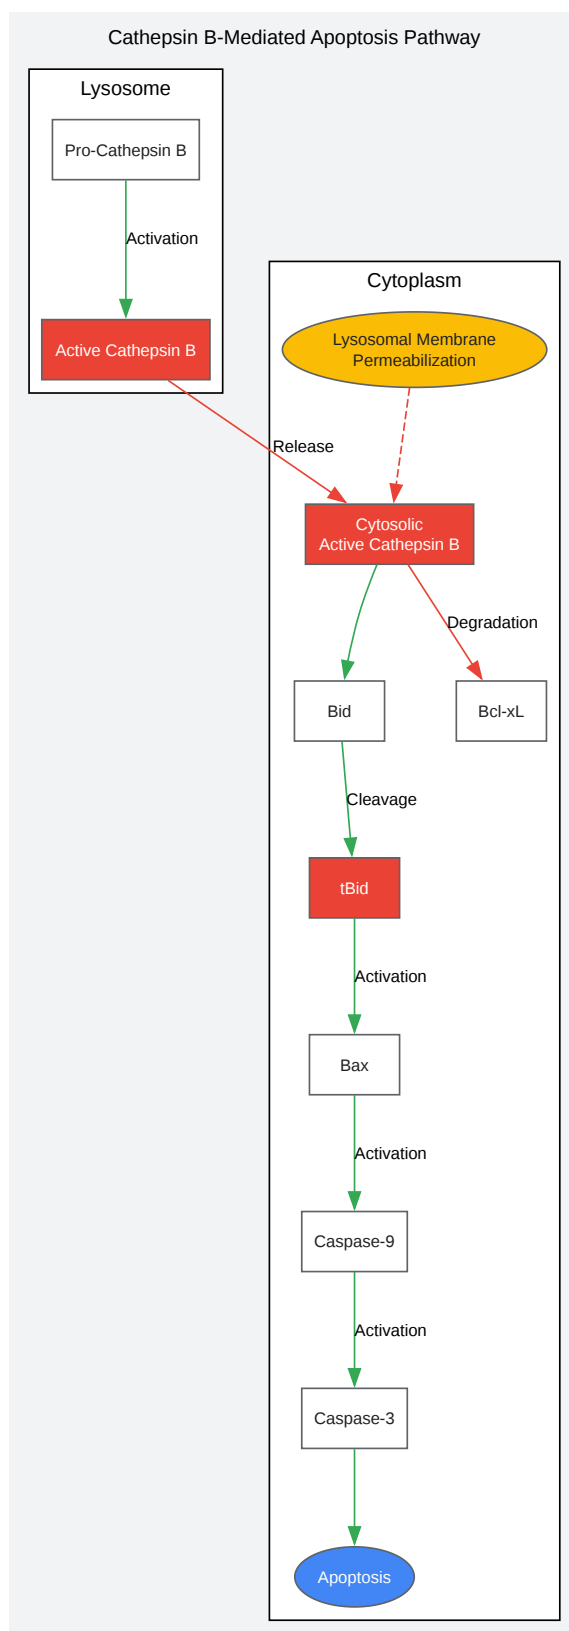 Cathepsin B-Mediated Apoptosis Pathway
Lysosome
Pro-Cathepsin B
Activation
Active Cathepsin B
Cytoplasm
Lysosomal Membrane
Permeabilization
Release
Cytosolic
Active Cathepsin B
Degradation
Bid
Bcl-xL
Cleavage
tBid
Activation
Bax
Activation
Caspase-9
Activation
Caspase-3
Apoptosis